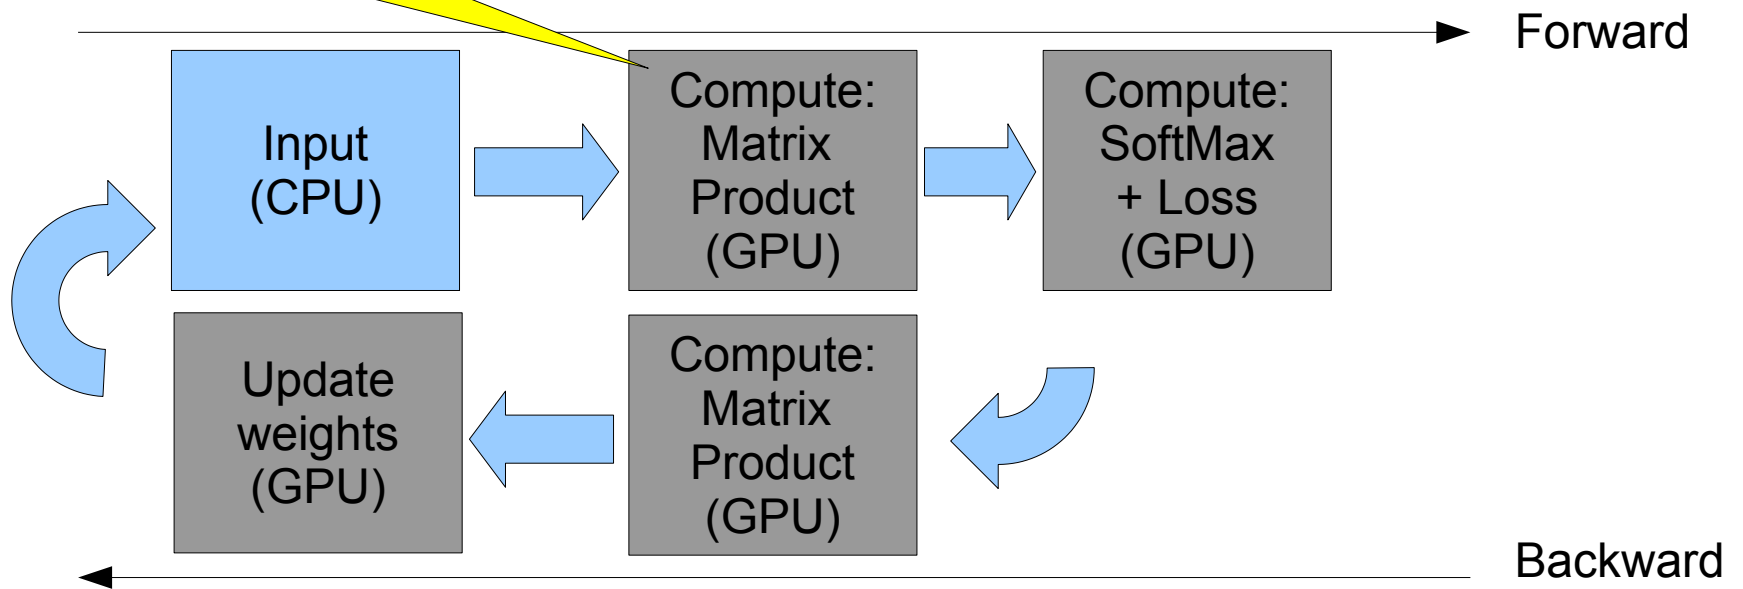 Forward
Input
(CPU)
Compute:
Matrix
Product
(GPU)
Compute:
SoftMax
+ Loss
(GPU)
Update
weights
(GPU)
Compute:
Matrix
Product
(GPU)
Backward